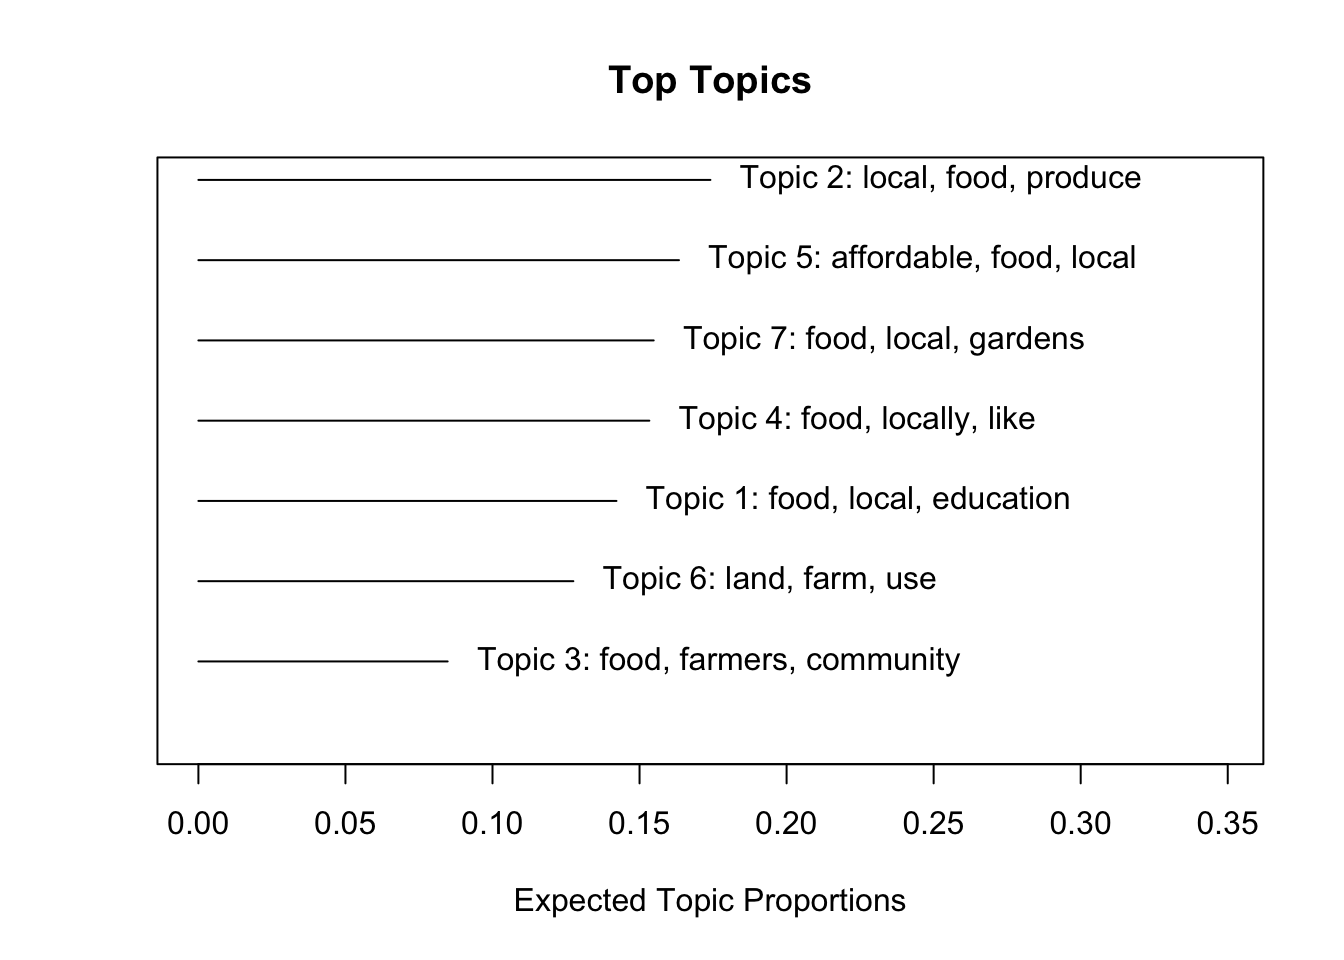 Top Topics
Topic 2: local, food, produce
Topic 5: affordable, food, local
Topic 7: food, local, gardens
Topic 4: food, locally, like
Topic 1: food, local, education
Topic 6: land, farm, use
Topic 3: food, farmers, community
0.00 0.05 0.10 0.15 0.20 0.25 0.30 0.35
Expected Topic Proportions